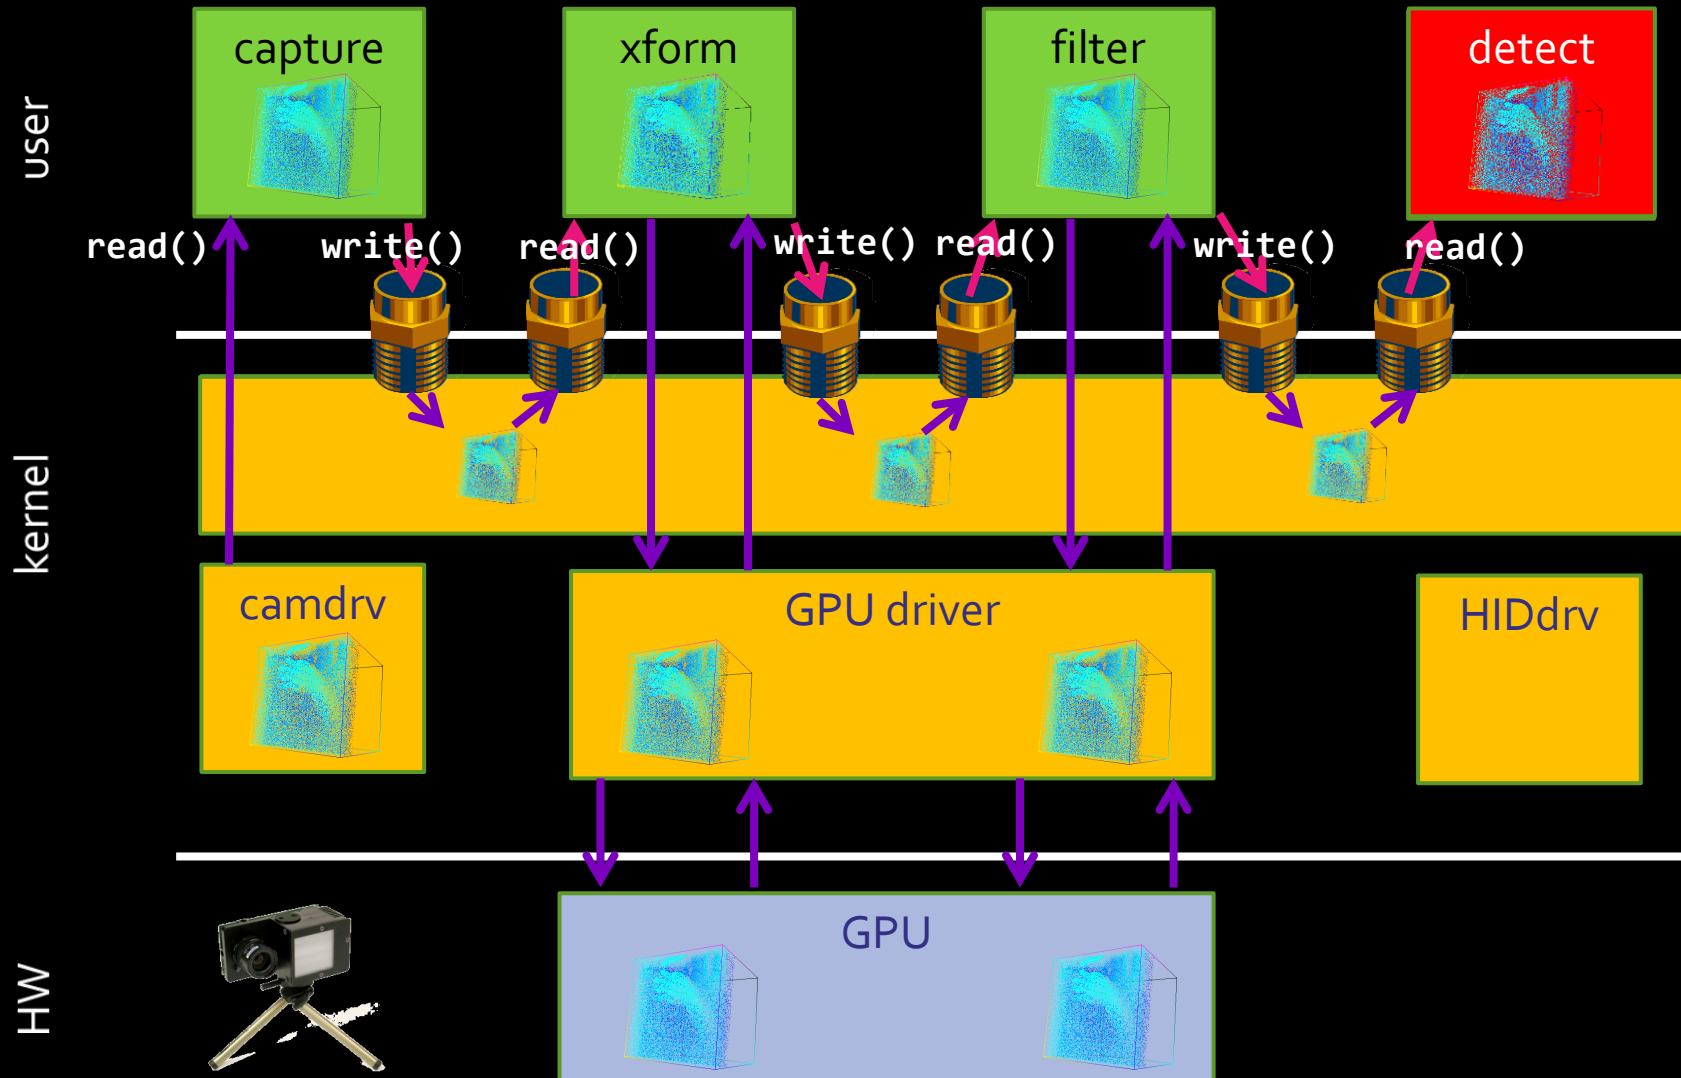 user
capture
xform
filter
detect
read()
write()
read()
write()
read()
write()
read()
kernel
camdrv
GPU driver
HIDdrv
HW
GPU